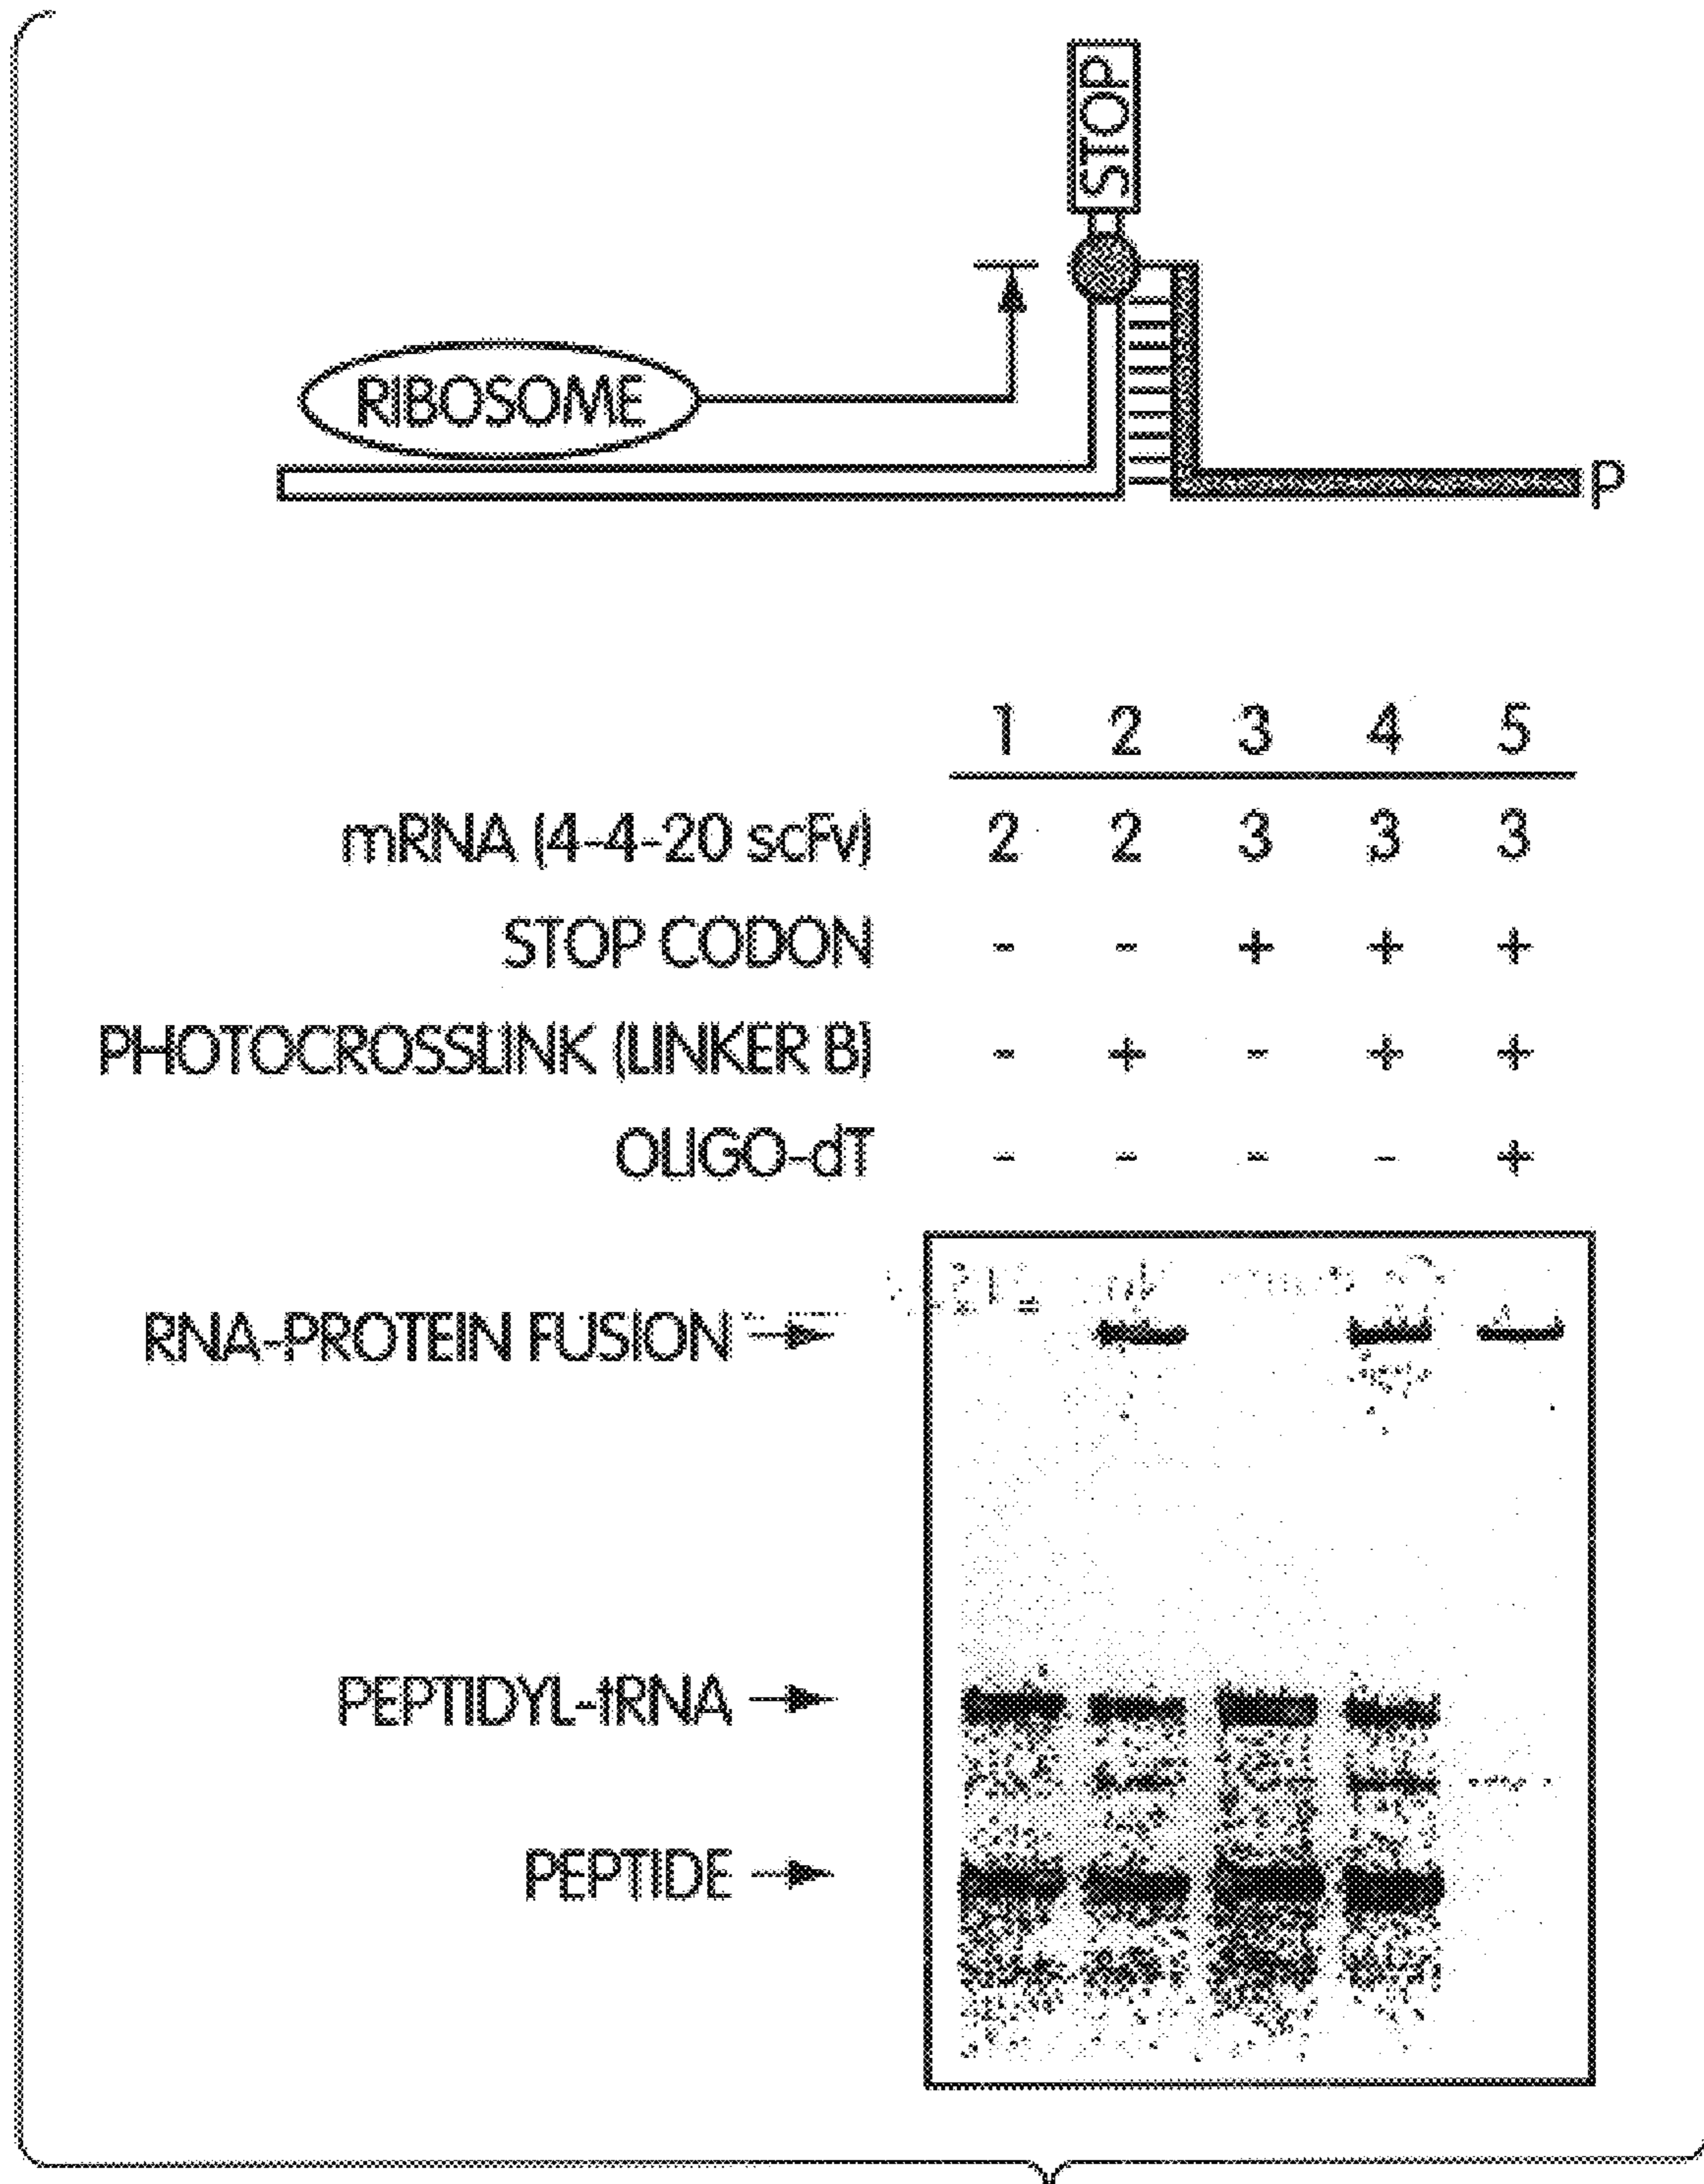 STOP
RIBOSOME
P
1 2 3 4 5
mRNA (4-4-20 scFv) 2 2 3 3 3
STOP CODON - - + + +
PHOTOCROSSLINK (LINKER B) - + - + +
OLIGO-dT - - - - +
RNA-PROTEIN FUSION
PEPTIDYL-tRNA
PEPTIDE